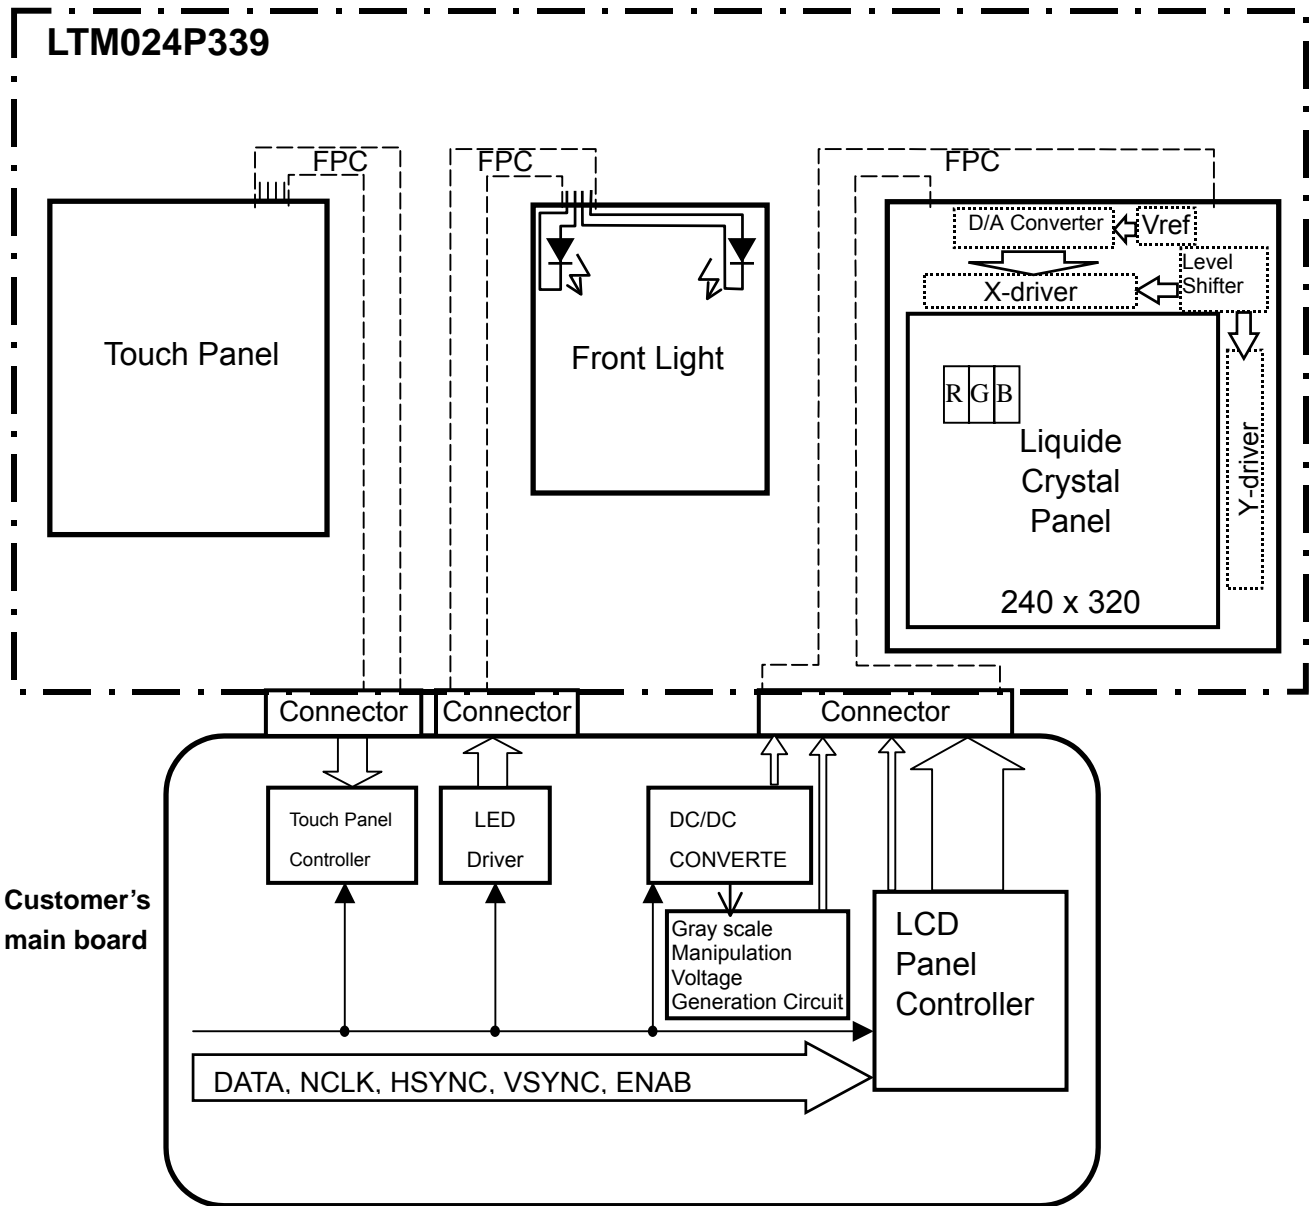 LTM024P339
FPC
FPC
FPC
D/A Converter
Vref
Level
Shifter
X-driver
Touch Panel
Front Light
R G B
Liquide
Crystal
Panel
240 x 320
Y-driver
Connector
Connector
Connector
Touch Panel
Controller
LED
Driver
DC/DC
CONVERTE
Gray scale
Manipulation
Voltage
Generation Circuit
LCD
Panel
Controller
Customer’s
main board
DATA, NCLK, HSYNC, VSYNC, ENAB